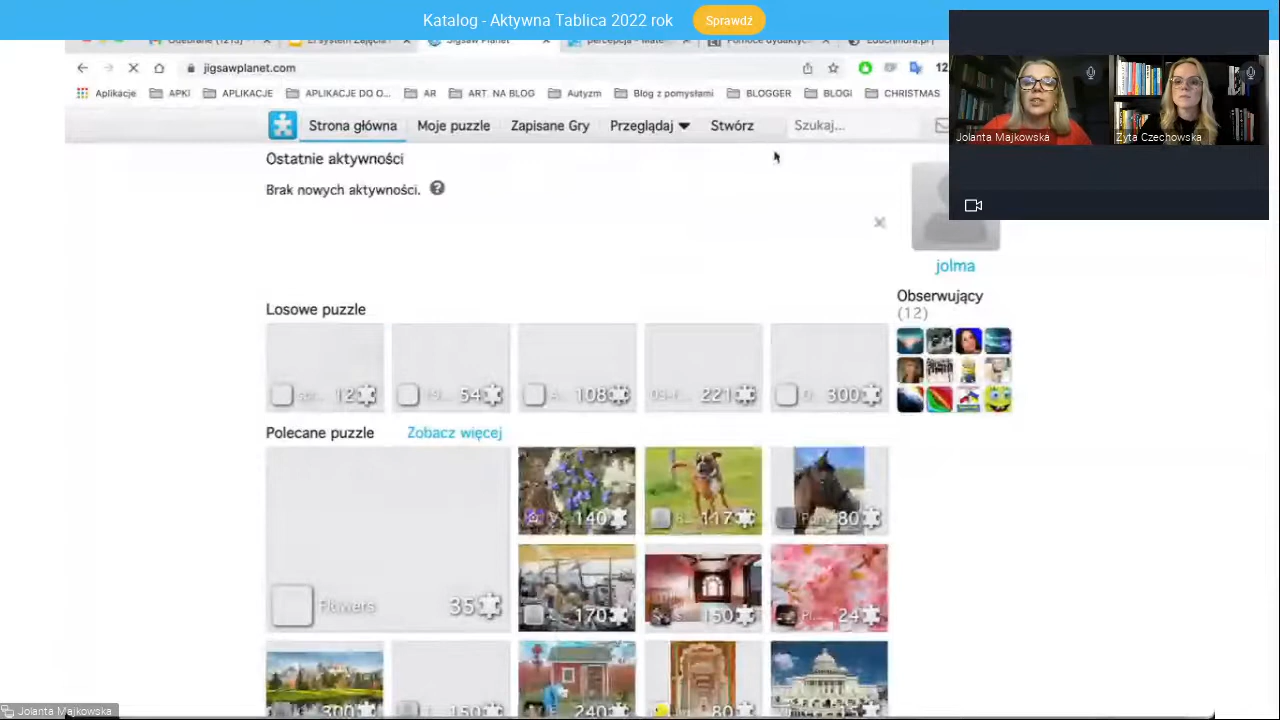 Katalog - Aktywna Tablica 2022 rok
Sprawdź
jigsawplanet.com
Aplikacje
APKI
APLIKACJE
APLIKACJE DO O...
AR
ART. NA BLOG
Autyzm
Blog z pomysłami
BLOGGER
BLOGI
CHRISTMAS
Strona główna
Moje puzzle
Zapisane Gry
Przeglądaj
Stwórz
Szukaj...
Jolanta Majkowska
Zyta Czechowska
Ostatnie aktywności
Brak nowych aktywności.
jolma
Obserwujący
(12)
Losowe puzzle
12
54
108
221
300
Polecane puzzle
Zobacz więcej
Flowers
35
140
117
80
170
150
24
300
150
240
80
15
Jolanta Majkowska